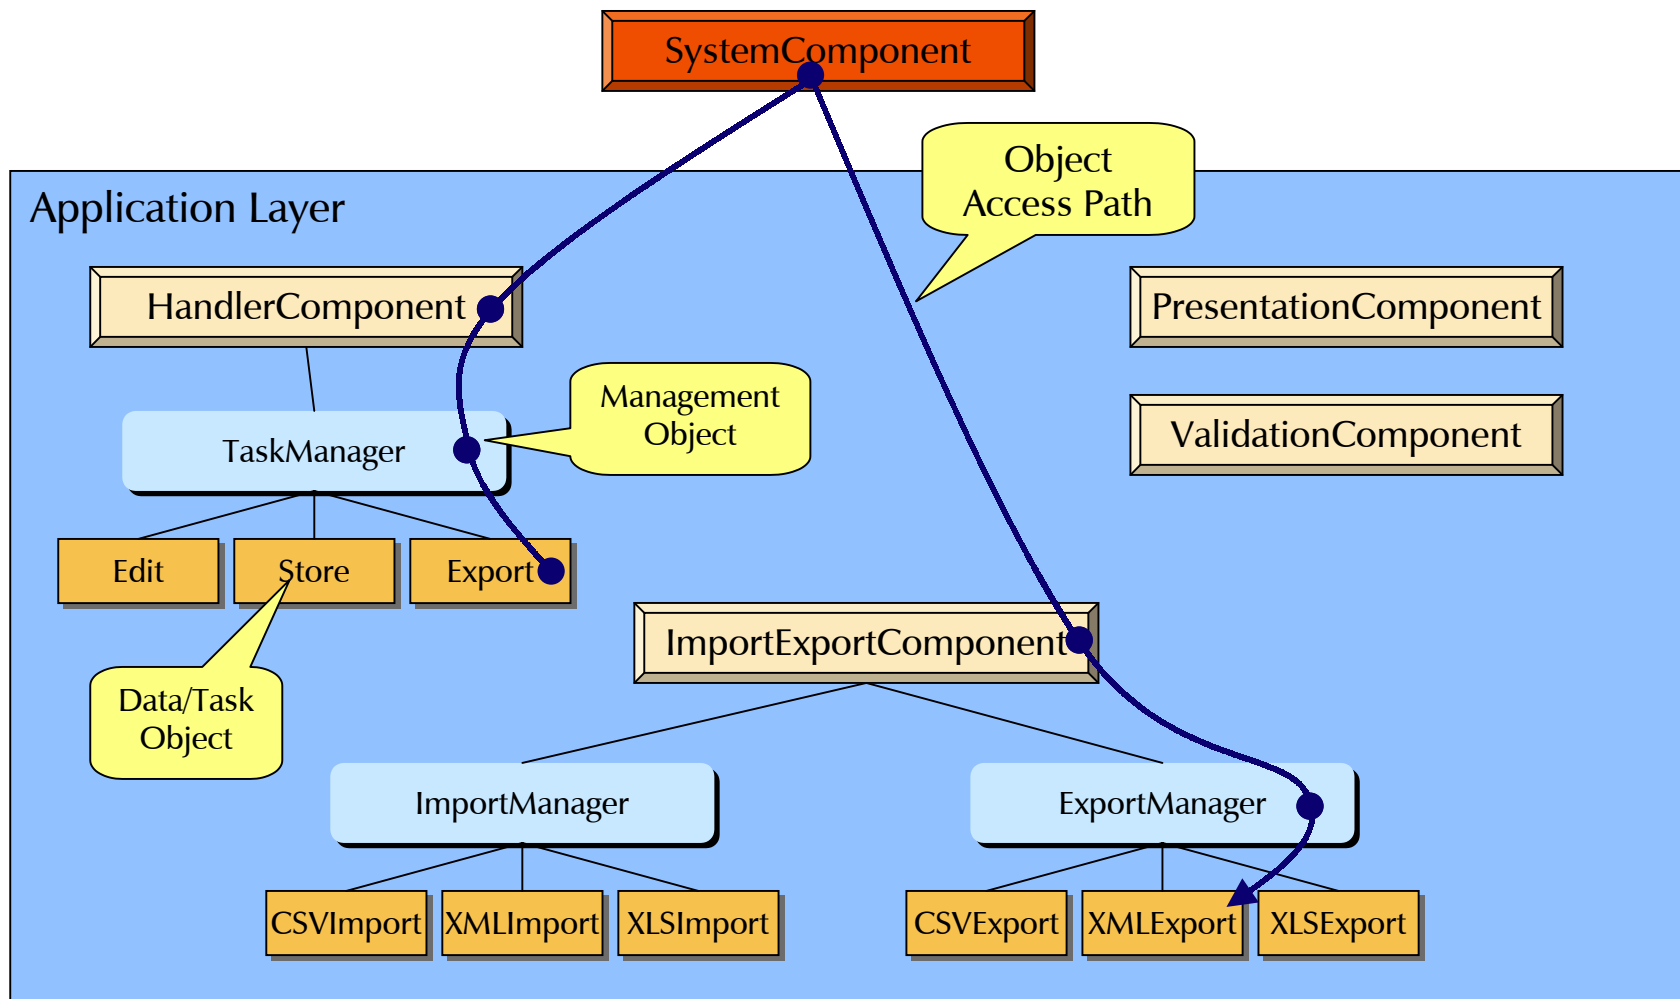 SystemComponent
Object
Access Path
Application Layer
HandlerComponent
PresentationComponent
Management
Object
TaskManager
ValidationComponent
Edit
Store
Export
ImportExportComponent
Data/Task
Object
ImportManager
ExportManager
CSVImport
XMLImport
XLSImport
CSVExport
XMLExport
XLSExport